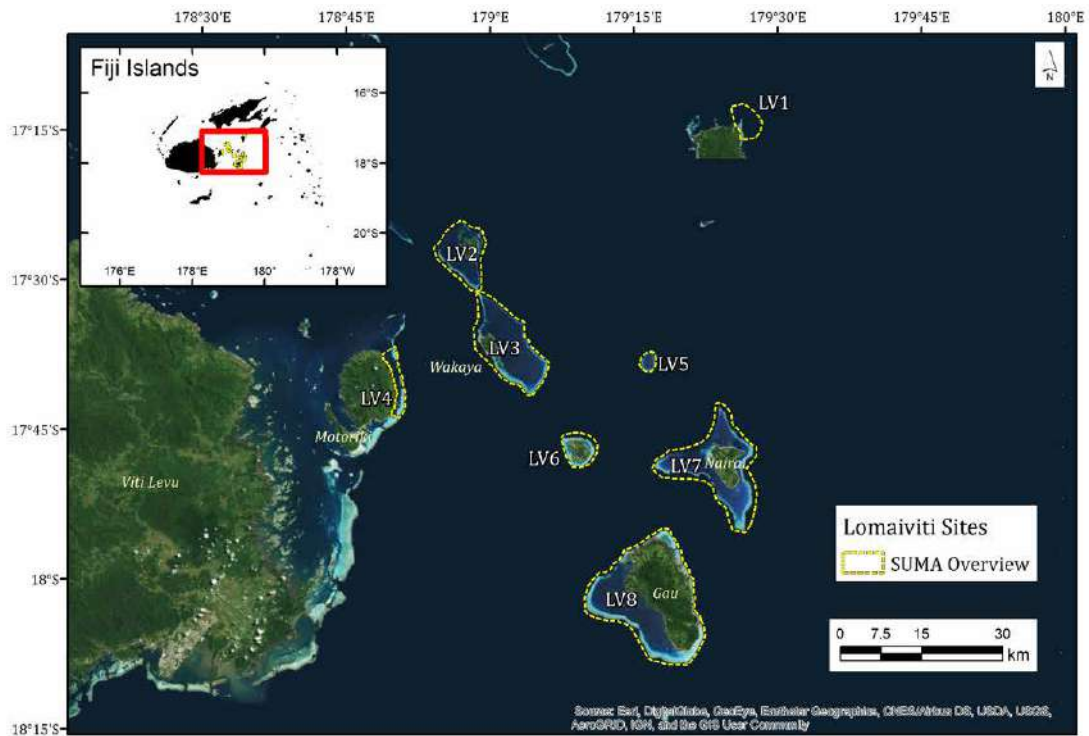 178°30'E 178°45'E 179°E 179°15'E 179°30'E 179°45'E 180°E
Fiji Islands
16°S
18°S
20°S
176°E 178°E 180° 178°W
N
17°15'S
17°30'S
17°45'S
18°S
18°15'S
LV1
LV2
LV3
Wakaya
LV4
LV5
LV6
LV7
Nairai
LV8
Gau
Viti Levu
Lomaiviti Sites
SUMA Overview
0 7.5 15 30
km
Source: Esri, DigitalGlobe, GeoEye, Earthstar Geographics, CNES/Airbus DS, USDA, USGS,
AeroGRID, IGN, and the GIS User Community